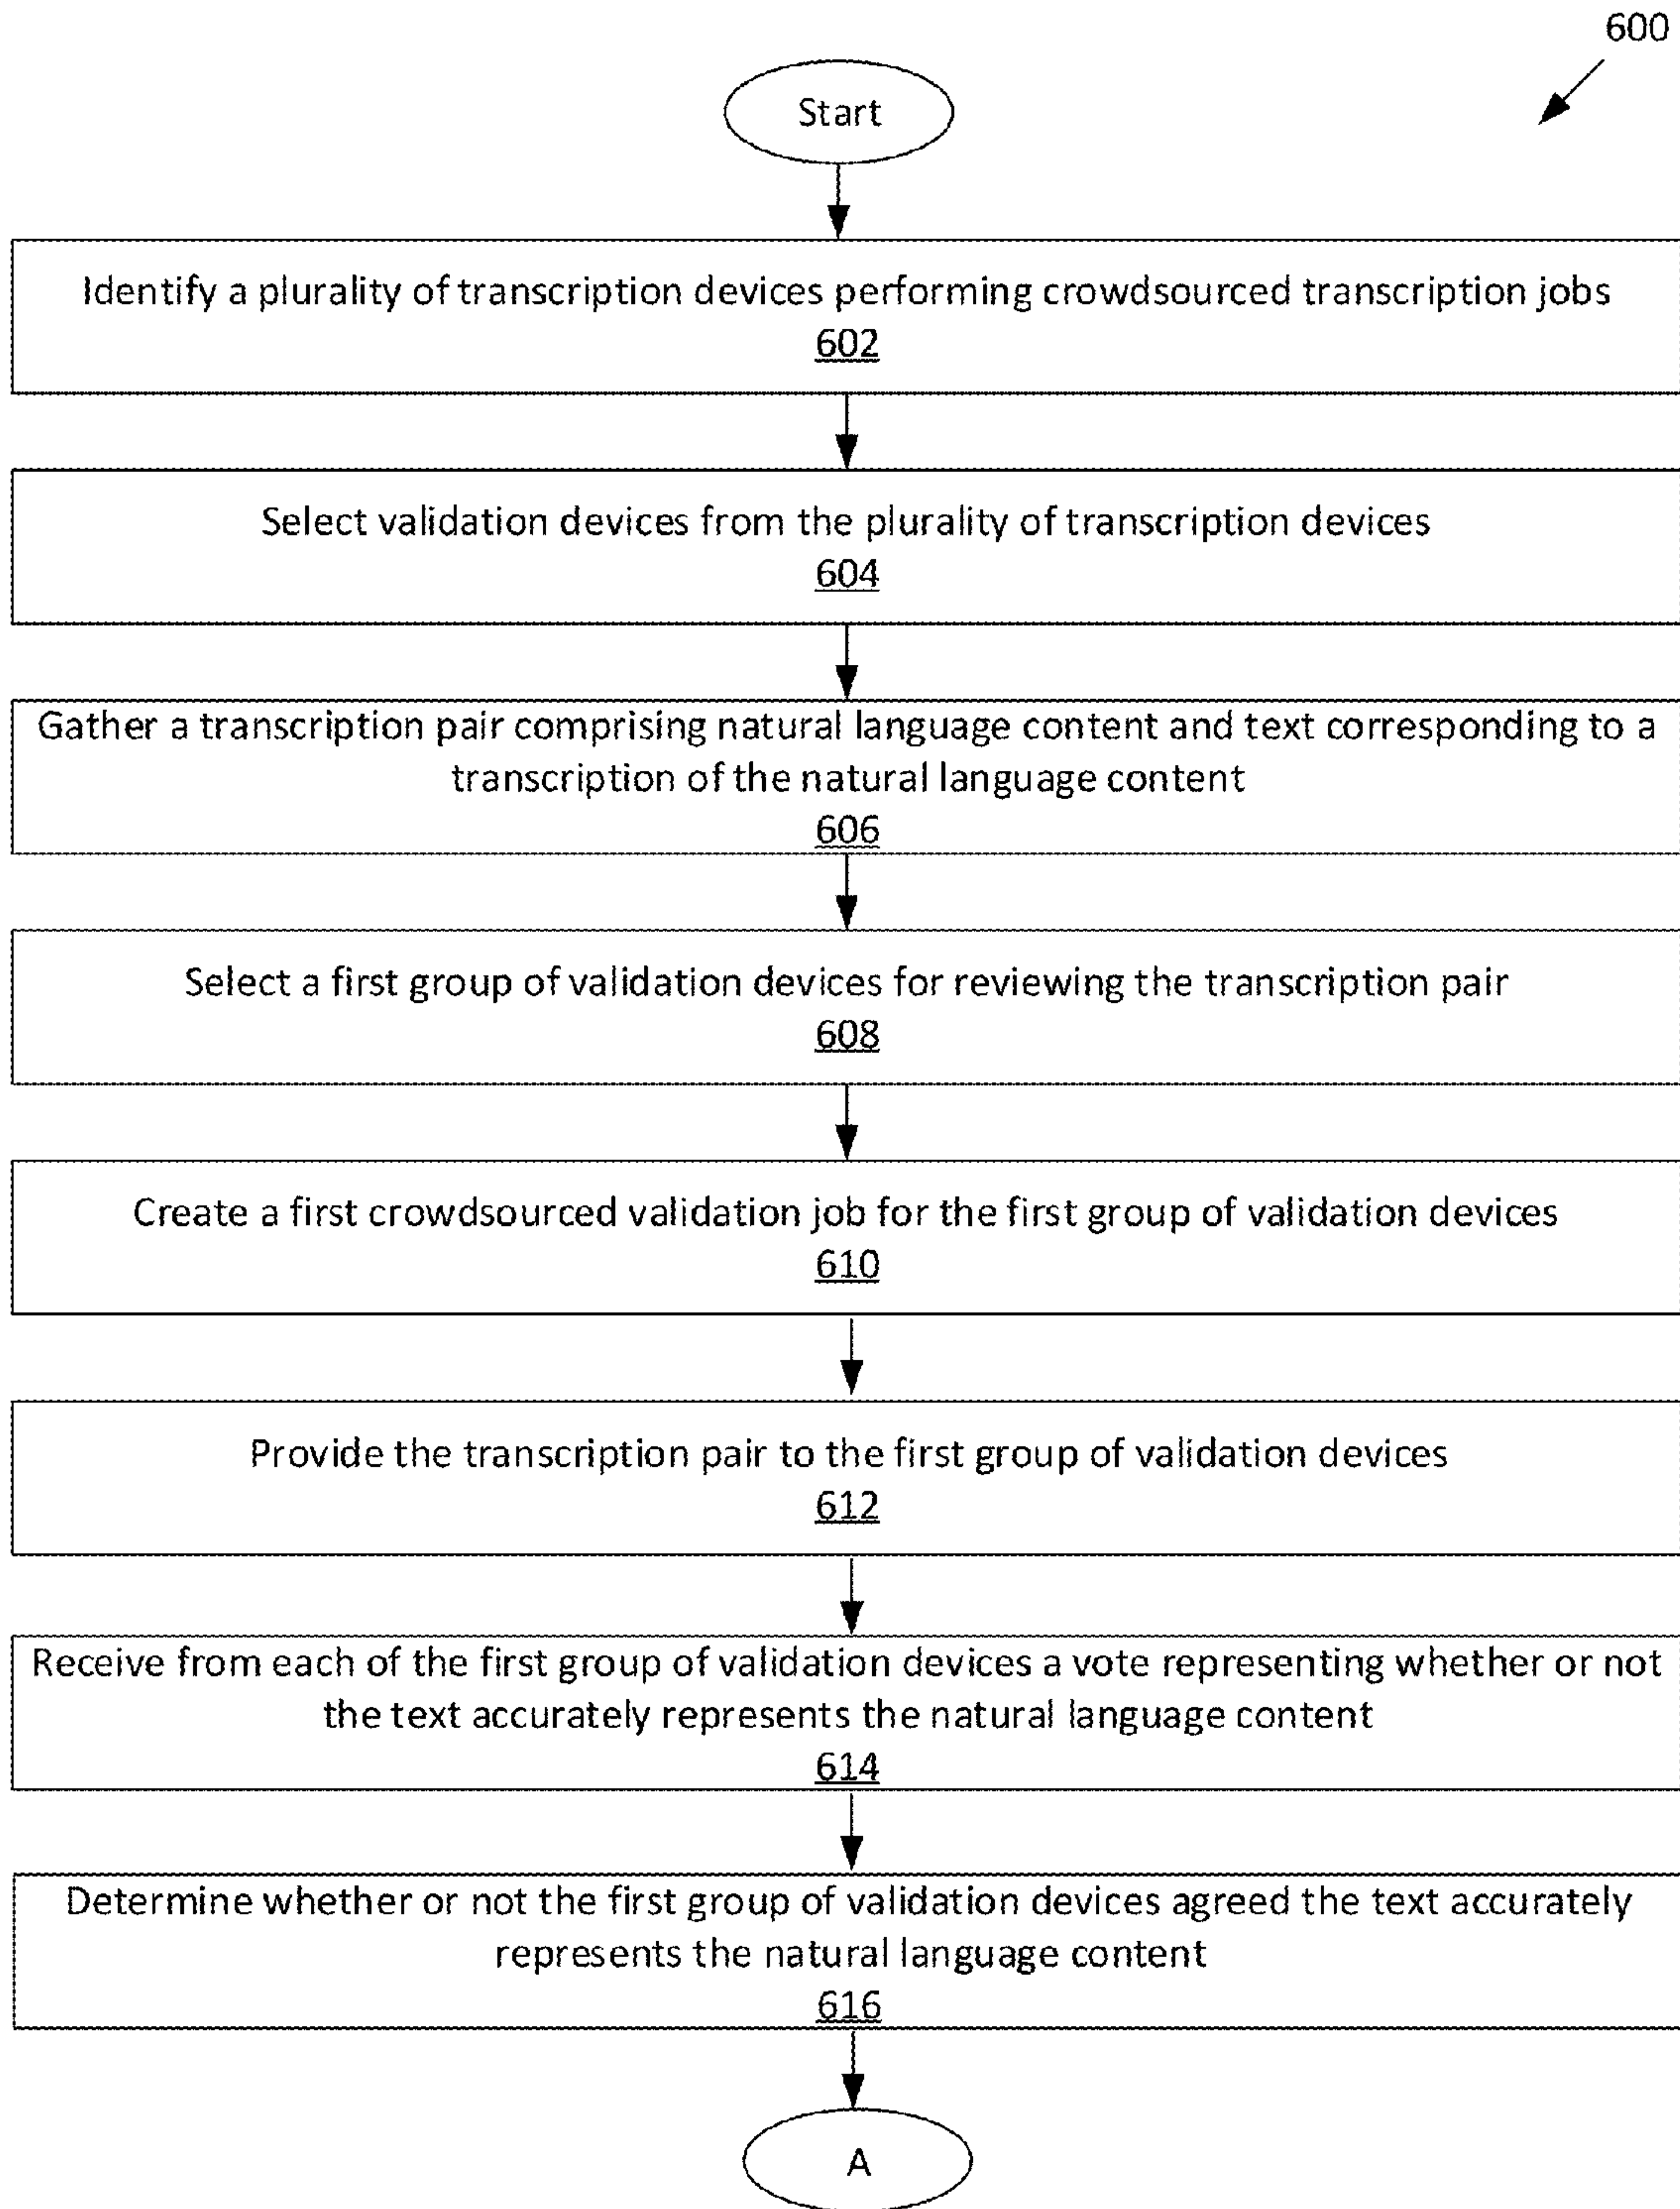 600
Start
Identify a plurality of transcription devices performing crowdsourced transcription jobs
602
Select validation devices from the plurality of transcription devices
604
Gather a transcription pair comprising natural language content and text corresponding to a
transcription of the natural language content
606
Select a first group of validation devices for reviewing the transcription pair
608
Create a first crowdsourced validation job for the first group of validation devices
610
Provide the transcription pair to the first group of validation devices
612
Receive from each of the first group of validation devices a vote representing whether or not
the text accurately represents the natural language content
614
Determine whether or not the first group of validation devices agreed the text accurately
represents the natural language content
616
A